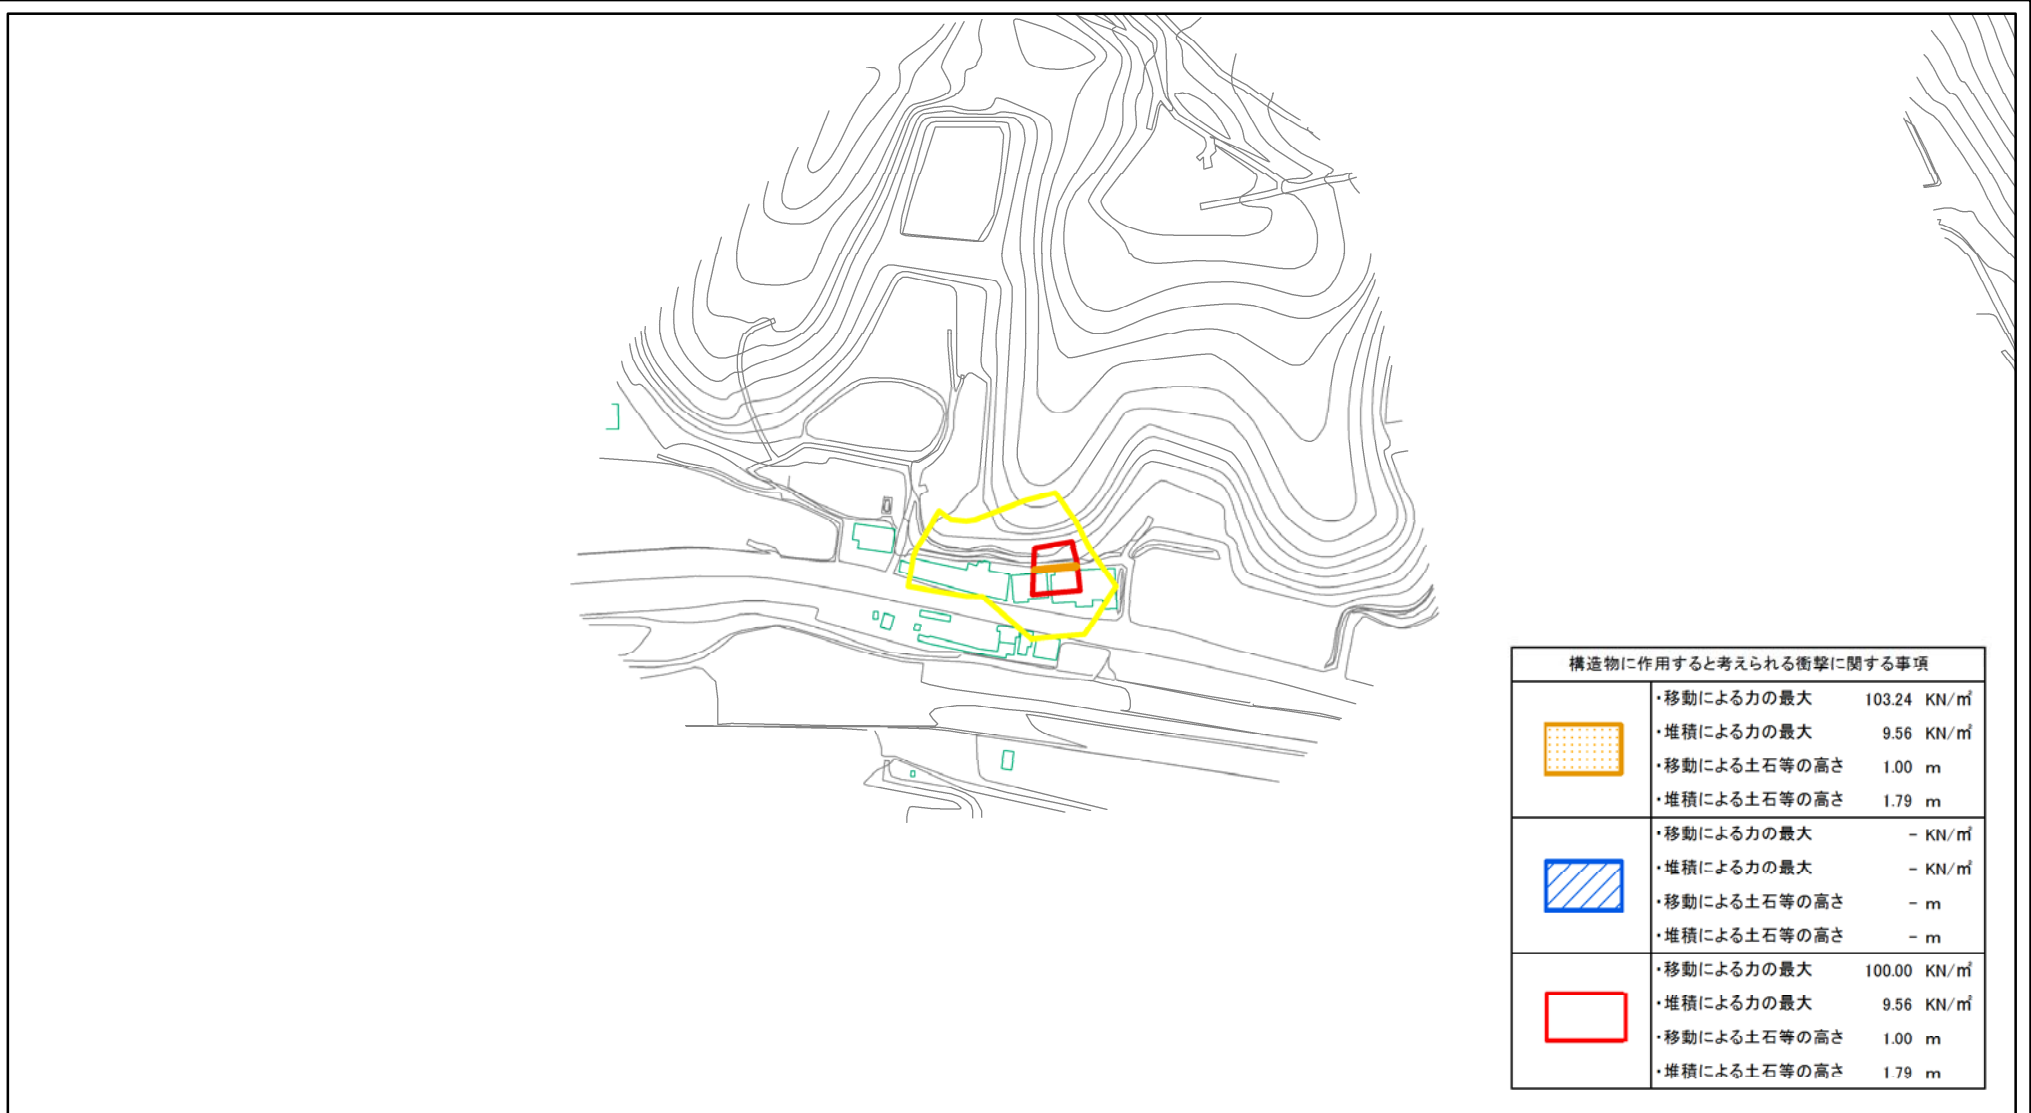 構造物に作用すると考えられる衝撃に関する事項
・移動による力の最大 103.24 KN/㎡
・堆積による力の最大 9.56 KN/㎡
・移動による土石等の高さ 1.00 m
・堆積による土石等の高さ 1.79 m
・移動による力の最大 - KN/㎡
・堆積による力の最大 - KN/㎡
・移動による土石等の高さ - m
・堆積による土石等の高さ - m
・移動による力の最大 100.00 KN/㎡
・堆積による力の最大 9.56 KN/㎡
・移動による土石等の高さ 1.00 m
・堆積による土石等の高さ 1.79 m